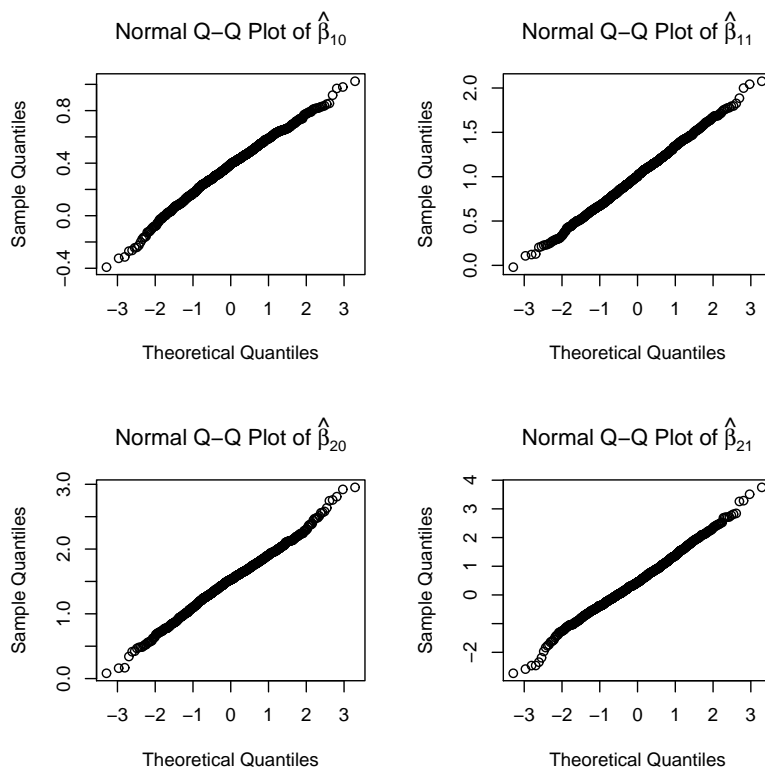 Normal Q−Q Plot of β̂₁₀
Sample Quantiles
−0.4 0.0 0.4 0.8
−3 −2 −1 0 1 2 3
Theoretical Quantiles
Normal Q−Q Plot of β̂₁₁
Sample Quantiles
0.0 0.5 1.0 1.5 2.0
−3 −2 −1 0 1 2 3
Theoretical Quantiles
Normal Q−Q Plot of β̂₂₀
Sample Quantiles
0.0 1.0 2.0 3.0
−3 −2 −1 0 1 2 3
Theoretical Quantiles
Normal Q−Q Plot of β̂₂₁
Sample Quantiles
−2 0 1 2 3 4
−3 −2 −1 0 1 2 3
Theoretical Quantiles